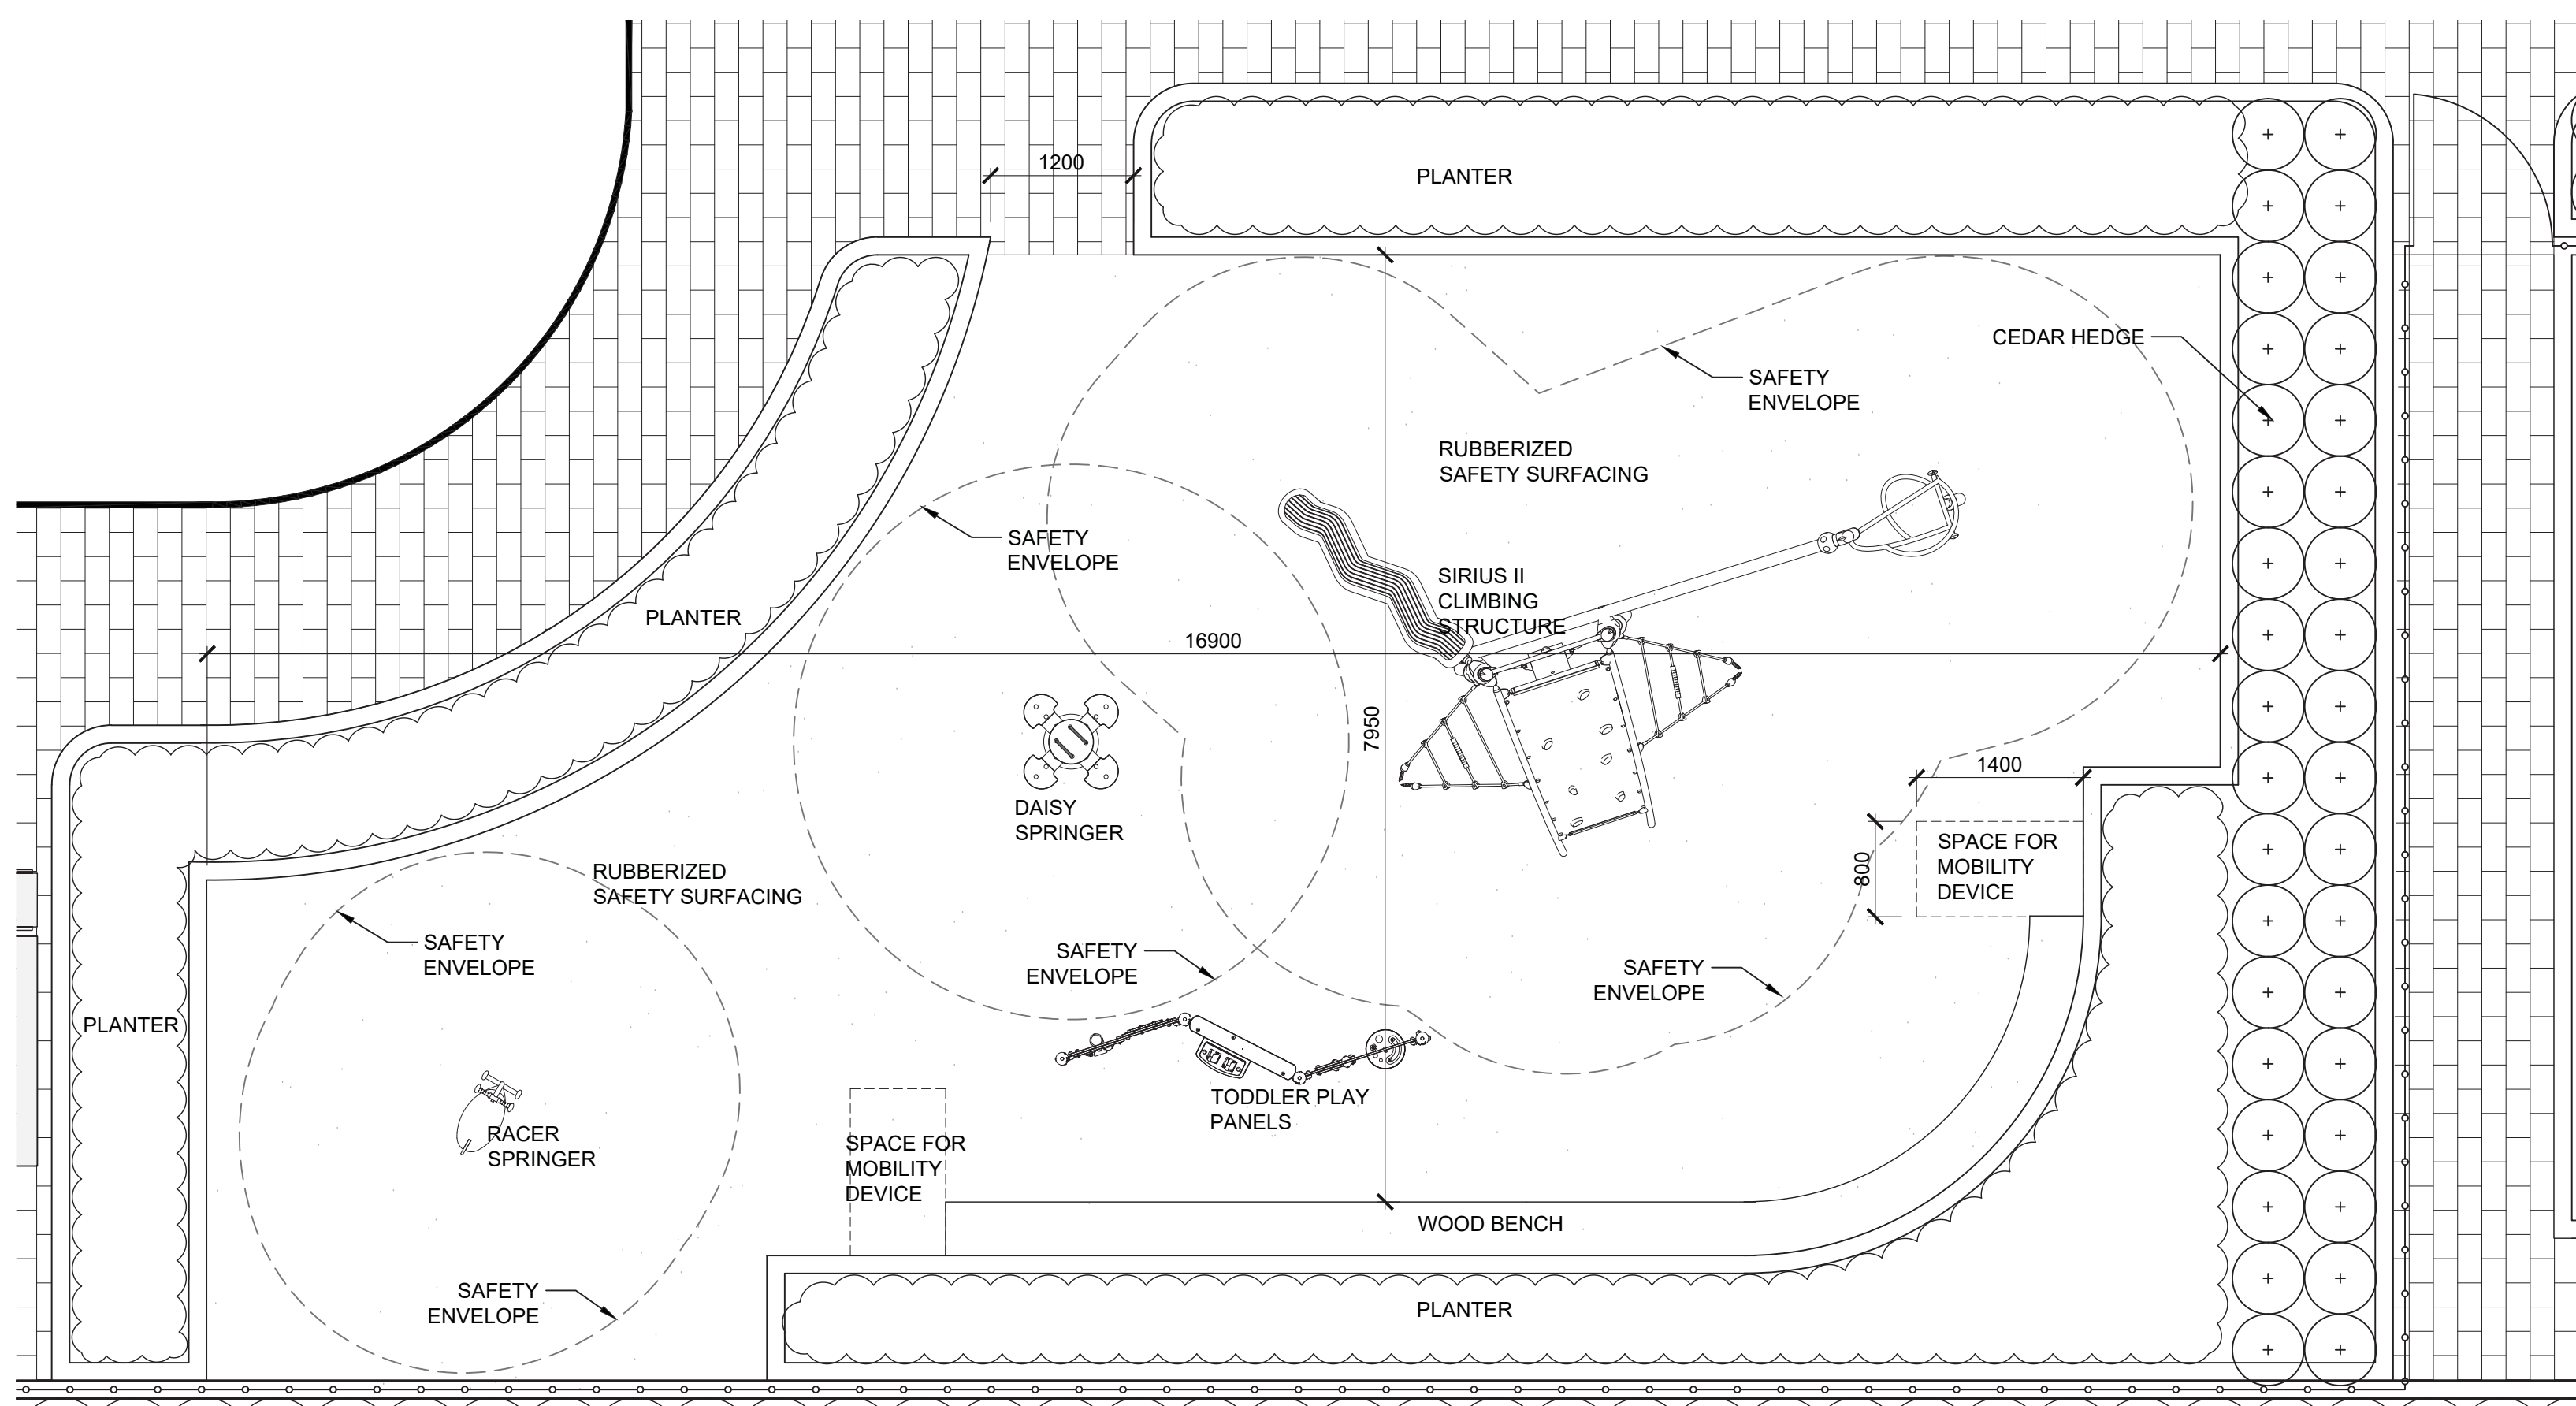 1200
PLANTER
CEDAR HEDGE
SAFETY
ENVELOPE
RUBBERIZED
SAFETY SURFACING
SAFETY
ENVELOPE
SIRIUS II
CLIMBING
STRUCTURE
PLANTER
16900
7950
1400
DAISY
SPRINGER
SPACE FOR
MOBILITY
DEVICE
800
RUBBERIZED
SAFETY SURFACING
SAFETY
ENVELOPE
SAFETY
ENVELOPE
SAFETY
ENVELOPE
PLANTER
TODDLER PLAY
PANELS
RACER
SPRINGER
SPACE FOR
MOBILITY
DEVICE
WOOD BENCH
SAFETY
ENVELOPE
PLANTER